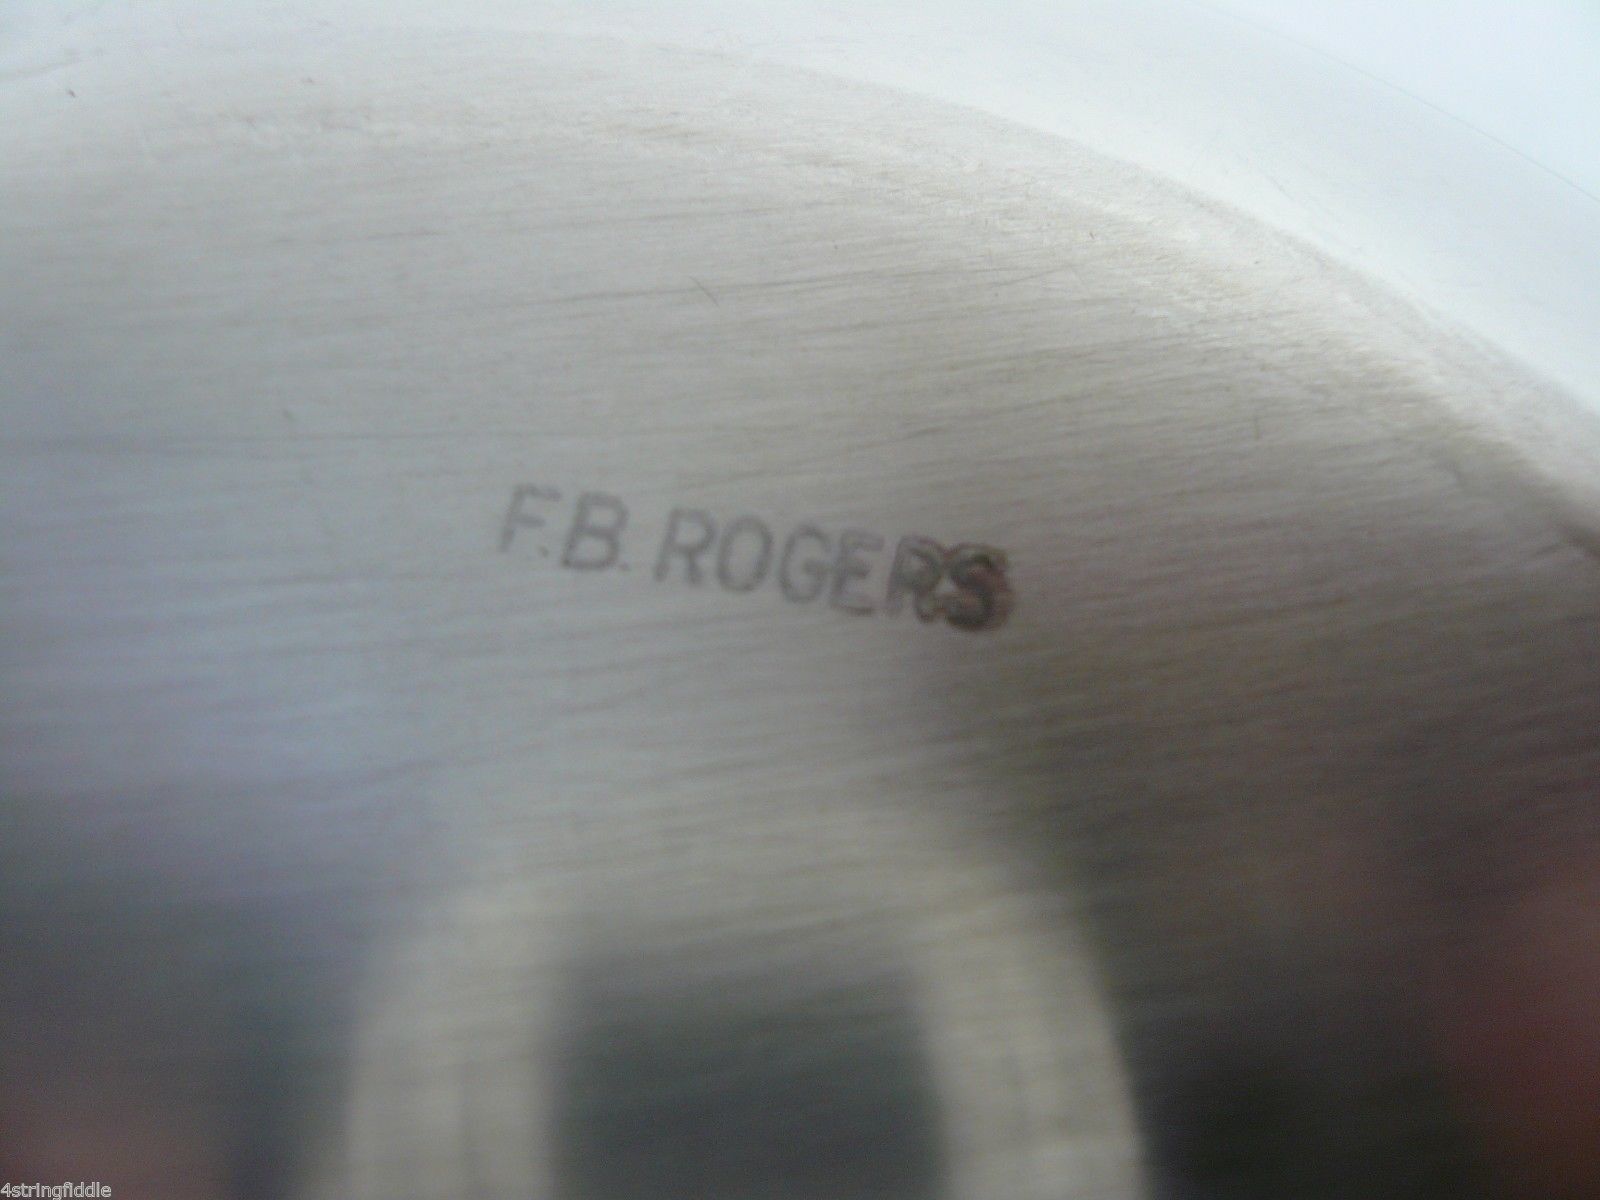 F.B. ROGERS
4stringfiddle